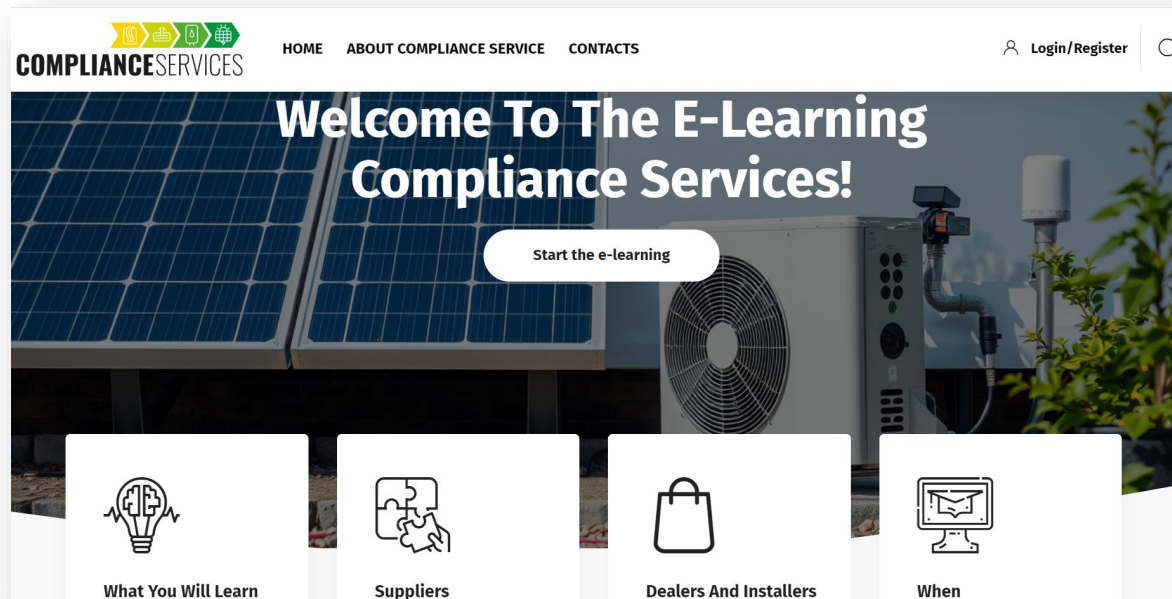 COMPLIANCESERVICES
HOME ABOUT COMPLIANCE SERVICE CONTACTS
Login/Register
Welcome To The E-Learning
Compliance Services!
Start the e-learning
What You Will Learn
Suppliers
Dealers And Installers
When